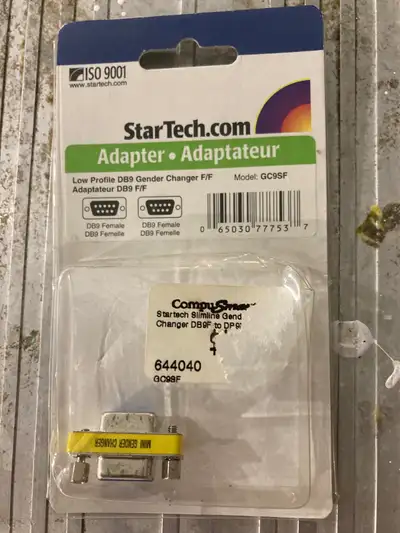 ISO 9001
www.startech.com
StarTech.com
Adapter • Adaptateur
Low Profile DB9 Gender Changer F/F Model: GC9SF
Adaptateur DB9 F/F
DB9 Female DB9 Female
DB9 Femelle DB9 Femelle
0 65030 77753 7
Startech Slimline Gend
Changer DB9F to
644040
GC9SF
MINI GENDER CHANGER